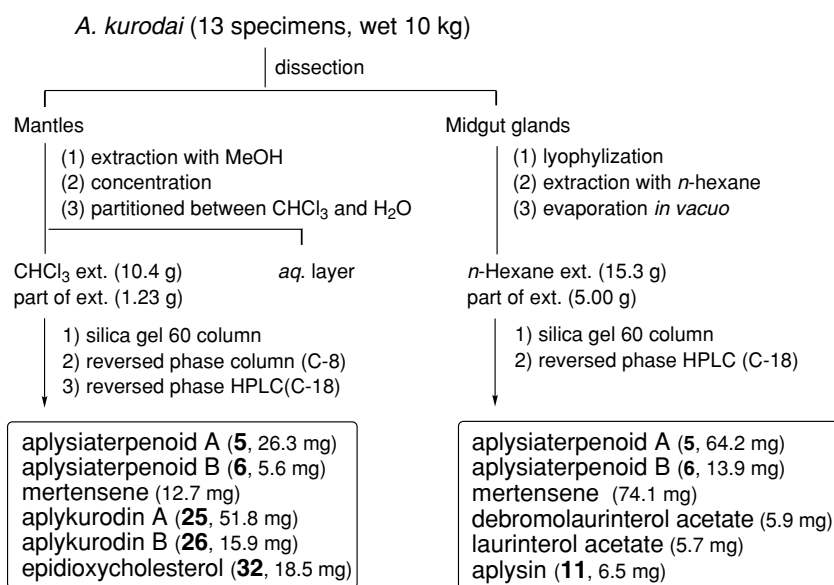 A. kurodai (13 specimens, wet 10 kg)
dissection
Mantles
(1) extraction with MeOH
(2) concentration
(3) partitioned between CHCl₃ and H₂O
CHCl₃ ext. (10.4 g)
part of ext. (1.23 g)
aq. layer
1) silica gel 60 column
2) reversed phase column (C-8)
3) reversed phase HPLC(C-18)
aplysiaterpenoid A (5, 26.3 mg)
aplysiaterpenoid B (6, 5.6 mg)
mertensene (12.7 mg)
aplykurodin A (25, 51.8 mg)
aplykurodin B (26, 15.9 mg)
epidioxycholesterol (32, 18.5 mg)
Midgut glands
(1) lyophylization
(2) extraction with n-hexane
(3) evaporation in vacuo
n-Hexane ext. (15.3 g)
part of ext. (5.00 g)
1) silica gel 60 column
2) reversed phase HPLC (C-18)
aplysiaterpenoid A (5, 64.2 mg)
aplysiaterpenoid B (6, 13.9 mg)
mertensene (74.1 mg)
debromolaurinterol acetate (5.9 mg)
laurinterol acetate (5.7 mg)
aplysin (11, 6.5 mg)